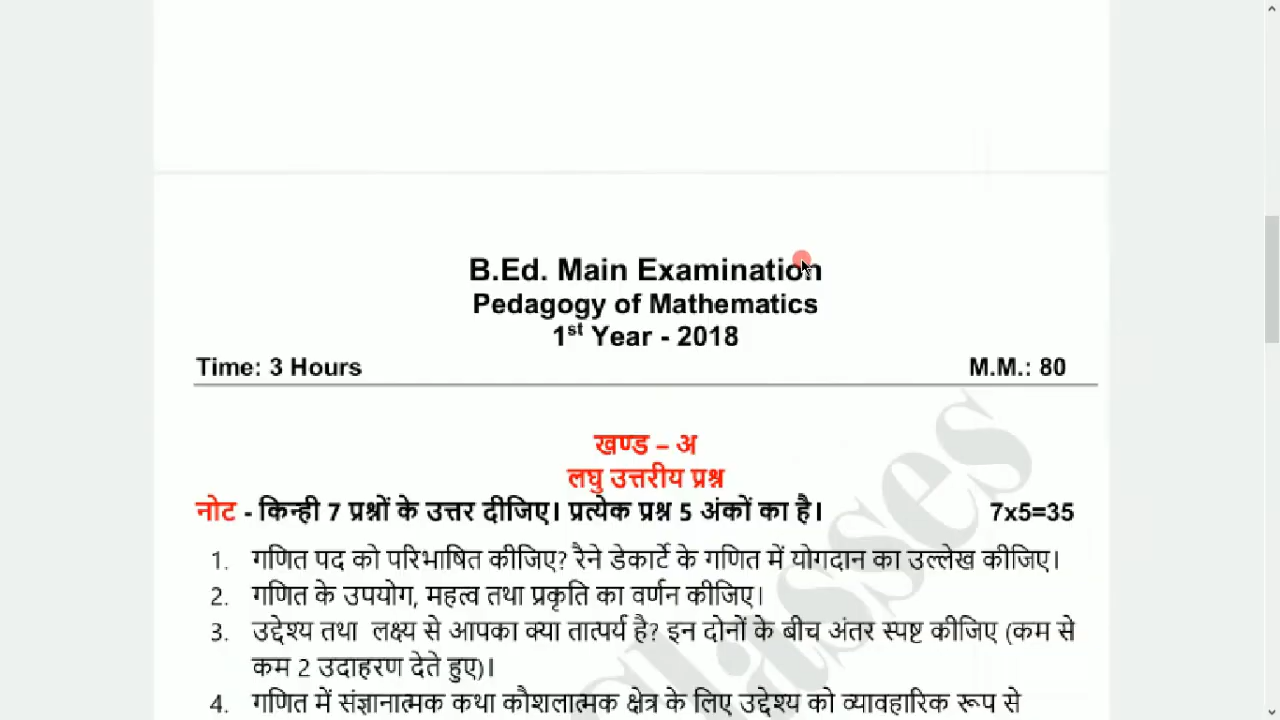 B.Ed. Main Examination
Pedagogy of Mathematics
1st Year - 2018
Time: 3 Hours M.M.: 80
खण्ड – अ
लघु उत्तरीय प्रश्न
नोट - किन्ही 7 प्रश्नों के उत्तर दीजिए। प्रत्येक प्रश्न 5 अंकों का है। 7x5=35
1. गणित पद को परिभाषित कीजिए? रैने डेकार्टे के गणित में योगदान का उल्लेख कीजिए।
2. गणित के उपयोग, महत्व तथा प्रकृति का वर्णन कीजिए।
3. उद्देश्य तथा लक्ष्य से आपका क्या तात्पर्य है? इन दोनों के बीच अंतर स्पष्ट कीजिए (कम से
कम 2 उदाहरण देते हुए)।
4. गणित में संज्ञानात्मक कथा कौशलात्मक क्षेत्र के लिए उद्देश्य को व्यावहारिक रूप से
Classes